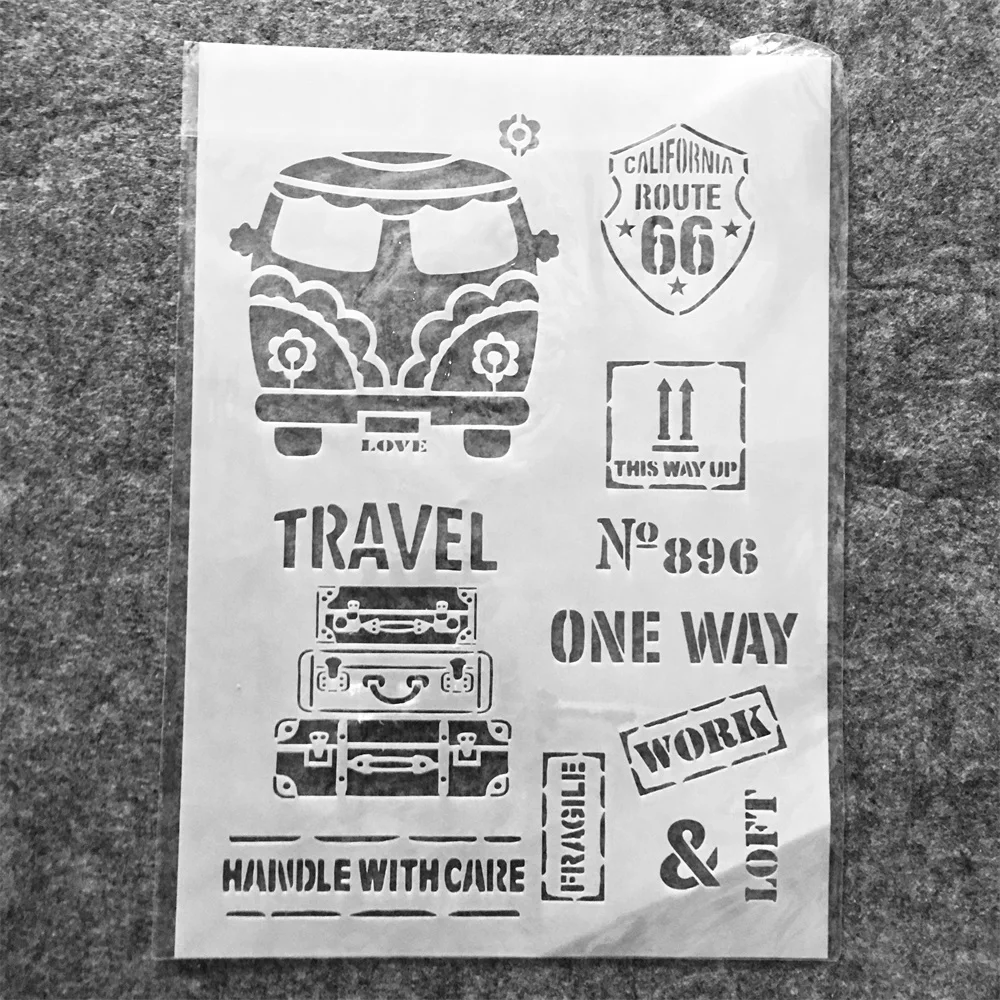 CALIFORNIA
ROUTE
66
LOVE
THIS WAY UP
TRAVEL
Nº896
ONE WAY
WORK
FRAGILE
&
LOFT
HANDLE WITH CARE